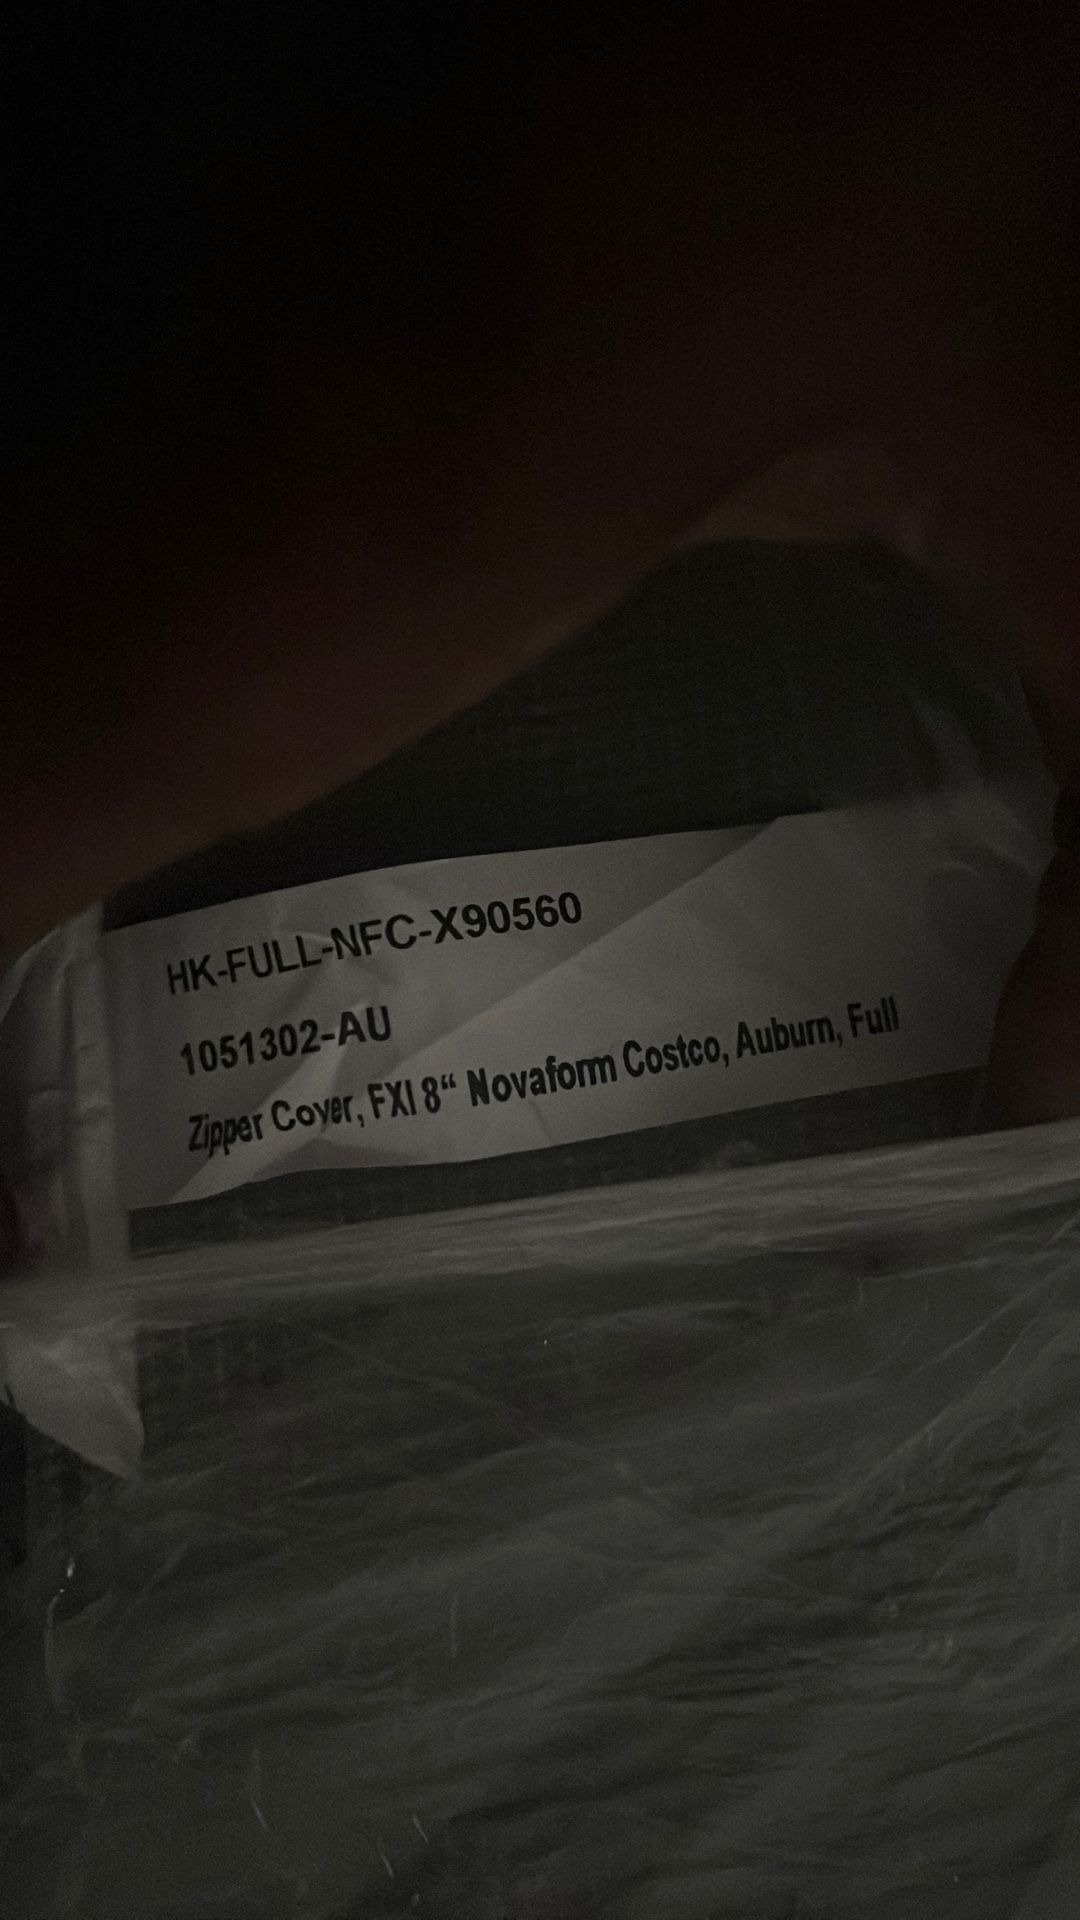 HK-FULL-NFC-X90560
1051302-AU
Zipper Cover, FXI 8“ Novaform Costco, Auburn, Full